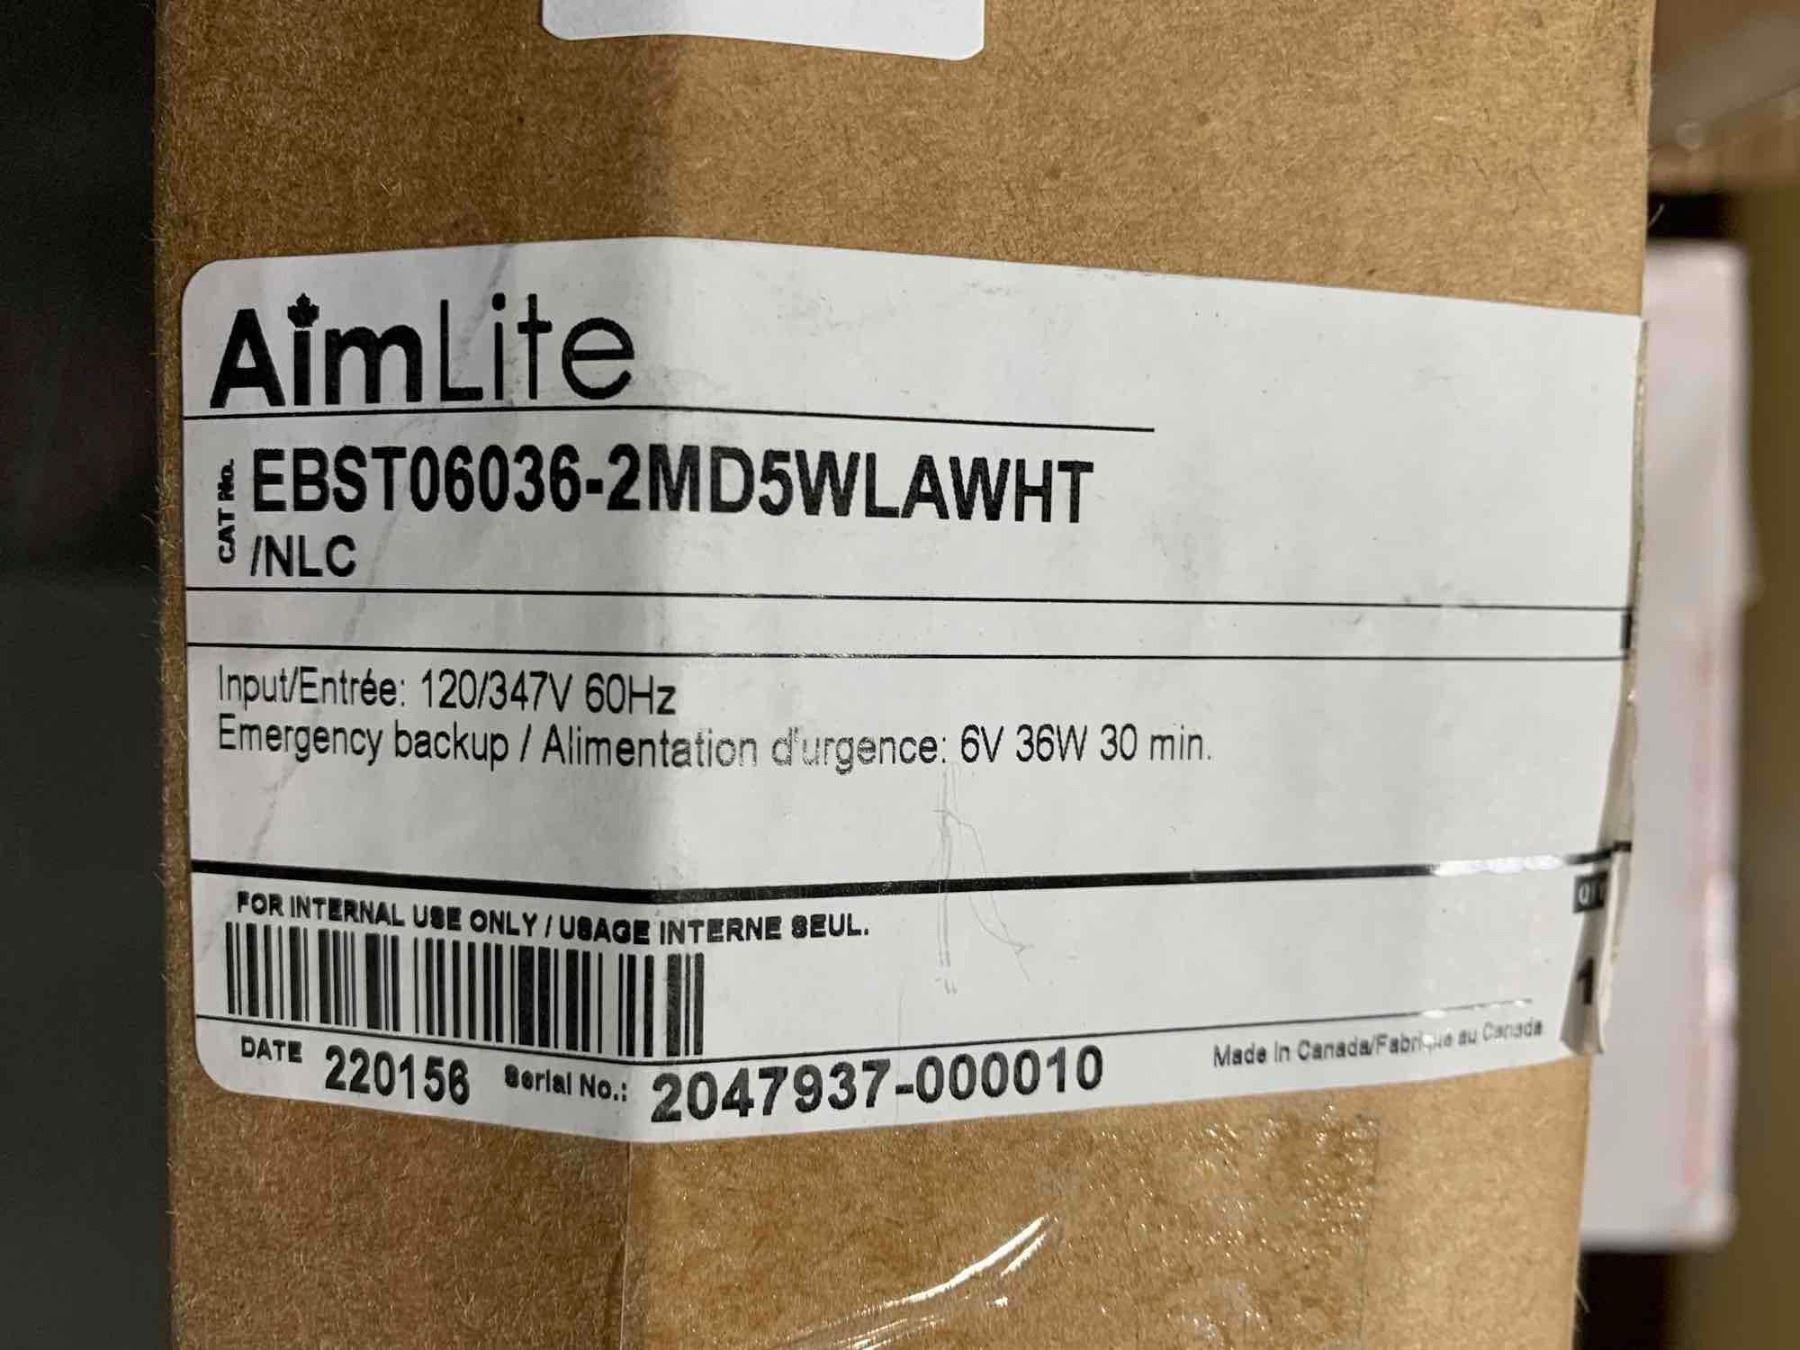 AimLite
CAT No.
EBST06036-2MD5WLAWHT
/NLC
Input/Entrée: 120/347V 60Hz
Emergency backup / Alimentation d'urgence: 6V 36W 30 min.
FOR INTERNAL USE ONLY / USAGE INTERNE SEUL.
1
DATE 220156 Serial No.: 2047937-000010
Made In Canada/Fabriqué au Canada